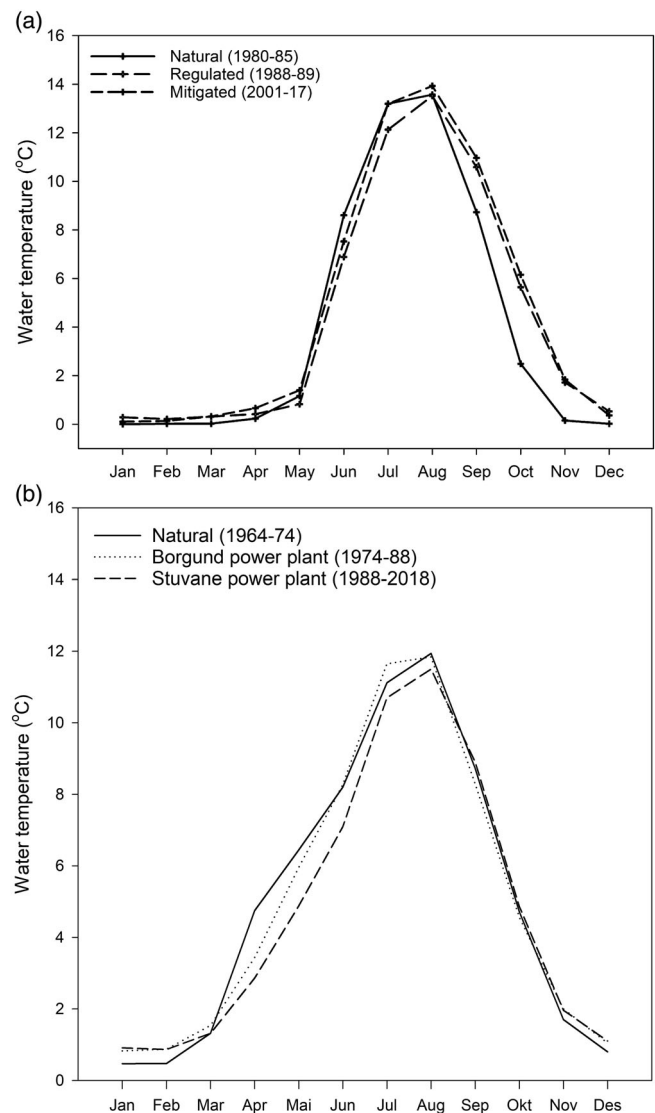 (a)
16
14
12
10
8
6
4
2
0
Water temperature (°C)
Natural (1980-85)
Regulated (1988-89)
Mitigated (2001-17)
Jan Feb Mar Apr May Jun Jul Aug Sep Oct Nov Dec
(b)
16
14
12
10
8
6
4
2
0
Water temperature (°C)
Natural (1964-74)
Borgund power plant (1974-88)
Stuvane power plant (1988-2018)
Jan Feb Mar Apr Mai Jun Jul Aug Sep Okt Nov Des